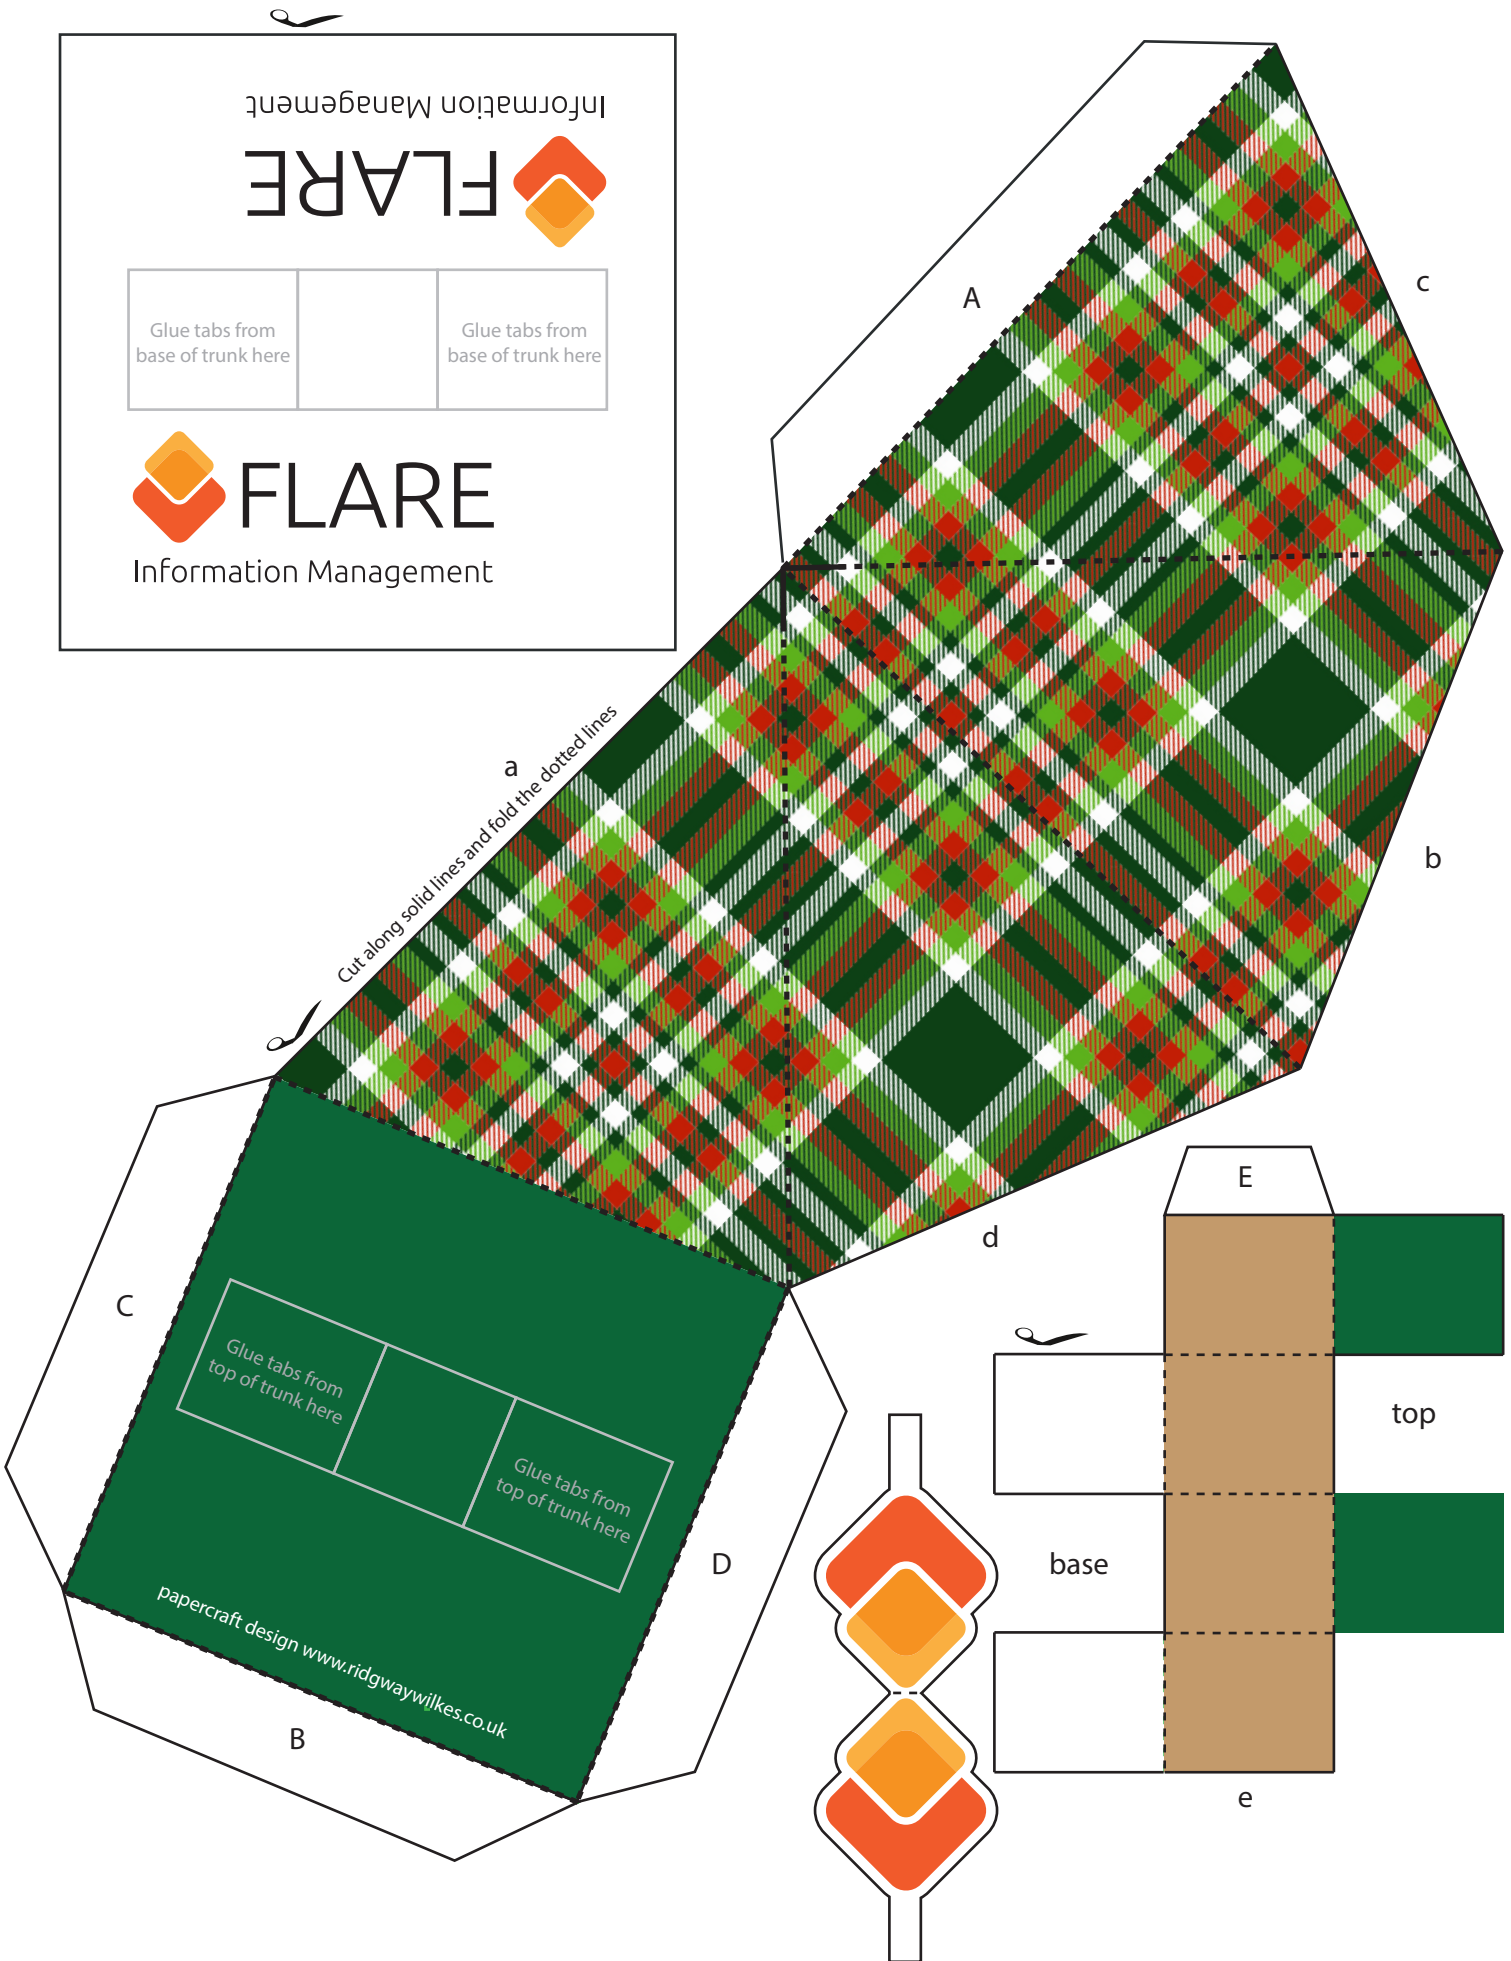 Information Management
FLARE
Glue tabs from
base of trunk here
Glue tabs from
base of trunk here
FLARE
Information Management
A
c
a
Cut along solid lines and fold the dotted lines
b
d
C
Glue tabs from
top of trunk here
Glue tabs from
top of trunk here
D
papercraft design www.ridgwaywilkes.co.uk
B
E
top
base
e